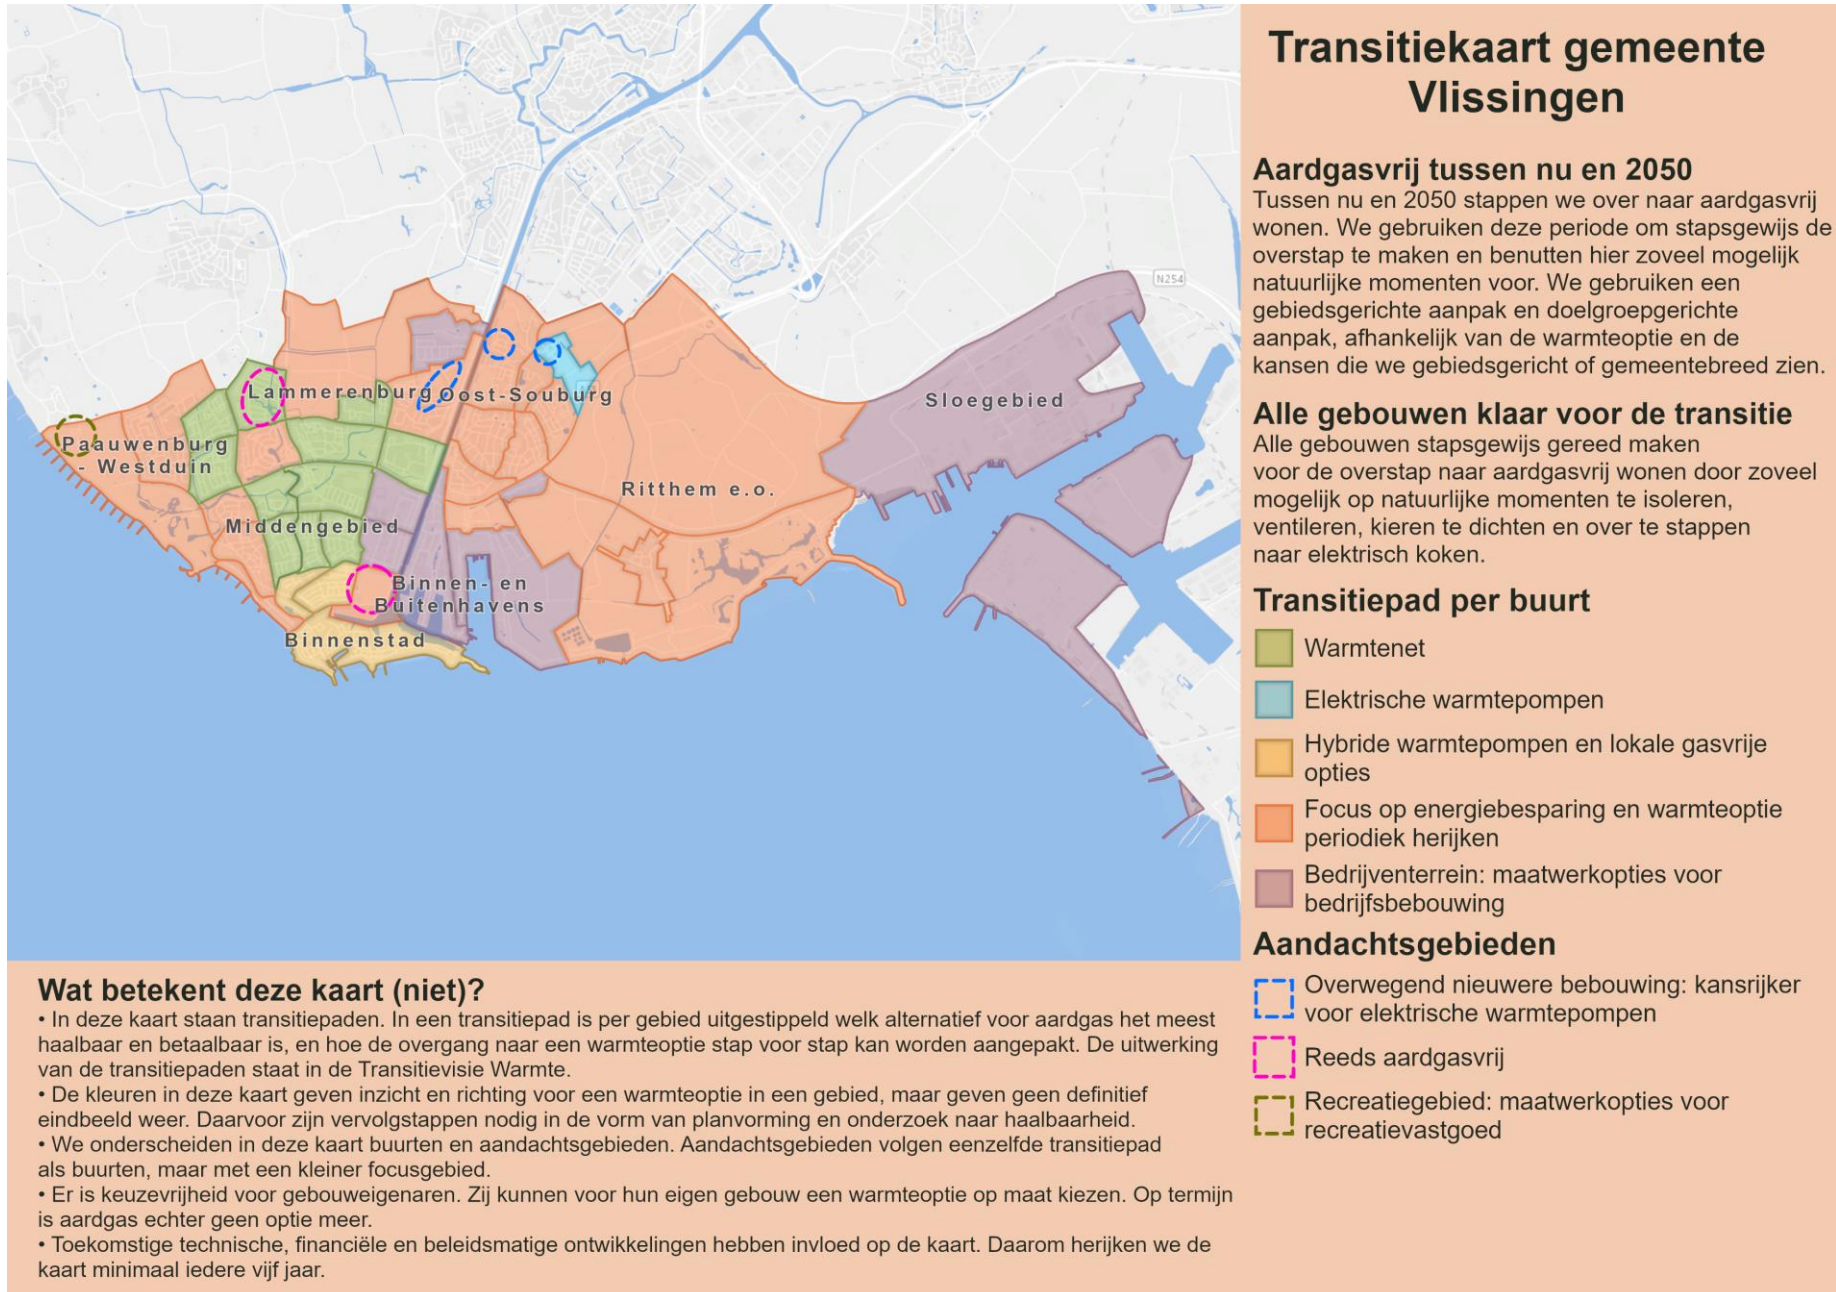 Transitiekaart gemeente
Vlissingen
Aardgasvrij tussen nu en 2050
Tussen nu en 2050 stappen we over naar aardgasvrij
wonen. We gebruiken deze periode om stapsgewijs de
overstap te maken en benutten hier zoveel mogelijk
natuurlijke momenten voor. We gebruiken een
gebiedsgerichte aanpak en doelgroepgerichte
aanpak, afhankelijk van de warmteoptie en de
kansen die we gebiedsgericht of gemeentebreed zien.
Alle gebouwen klaar voor de transitie
Alle gebouwen stapsgewijs gereed maken
voor de overstap naar aardgasvrij wonen door zoveel
mogelijk op natuurlijke momenten te isoleren,
ventileren, kieren te dichten en over te stappen
naar elektrisch koken.
Transitiepad per buurt
Warmtenet
Elektrische warmtepompen
Hybride warmtepompen en lokale gasvrije
opties
Focus op energiebesparing en warmteoptie
periodiek herijken
Bedrijventerrein: maatwerkopties voor
bedrijfsbebouwing
Aandachtsgebieden
Overwegend nieuwere bebouwing: kansrijker
voor elektrische warmtepompen
Reeds aardgasvrij
Recreatiegebied: maatwerkopties voor
recreatievastgoed
N254
Lammerenburg
Oost-Souburg
Sloegebied
Paauwenburg
- Westduin
Ritthem e.o.
Middengebied
Binnen- en
Buitenhavens
Binnenstad
Wat betekent deze kaart (niet)?
• In deze kaart staan transitiepaden. In een transitiepad is per gebied uitgestippeld welk alternatief voor aardgas het meest
haalbaar en betaalbaar is, en hoe de overgang naar een warmteoptie stap voor stap kan worden aangepakt. De uitwerking
van de transitiepaden staat in de Transitievisie Warmte.
• De kleuren in deze kaart geven inzicht en richting voor een warmteoptie in een gebied, maar geven geen definitief
eindbeeld weer. Daarvoor zijn vervolgstappen nodig in de vorm van planvorming en onderzoek naar haalbaarheid.
• We onderscheiden in deze kaart buurten en aandachtsgebieden. Aandachtsgebieden volgen eenzelfde transitiepad
als buurten, maar met een kleiner focusgebied.
• Er is keuzevrijheid voor gebouweigenaren. Zij kunnen voor hun eigen gebouw een warmteoptie op maat kiezen. Op termijn
is aardgas echter geen optie meer.
• Toekomstige technische, financiële en beleidsmatige ontwikkelingen hebben invloed op de kaart. Daarom herijken we de
kaart minimaal iedere vijf jaar.